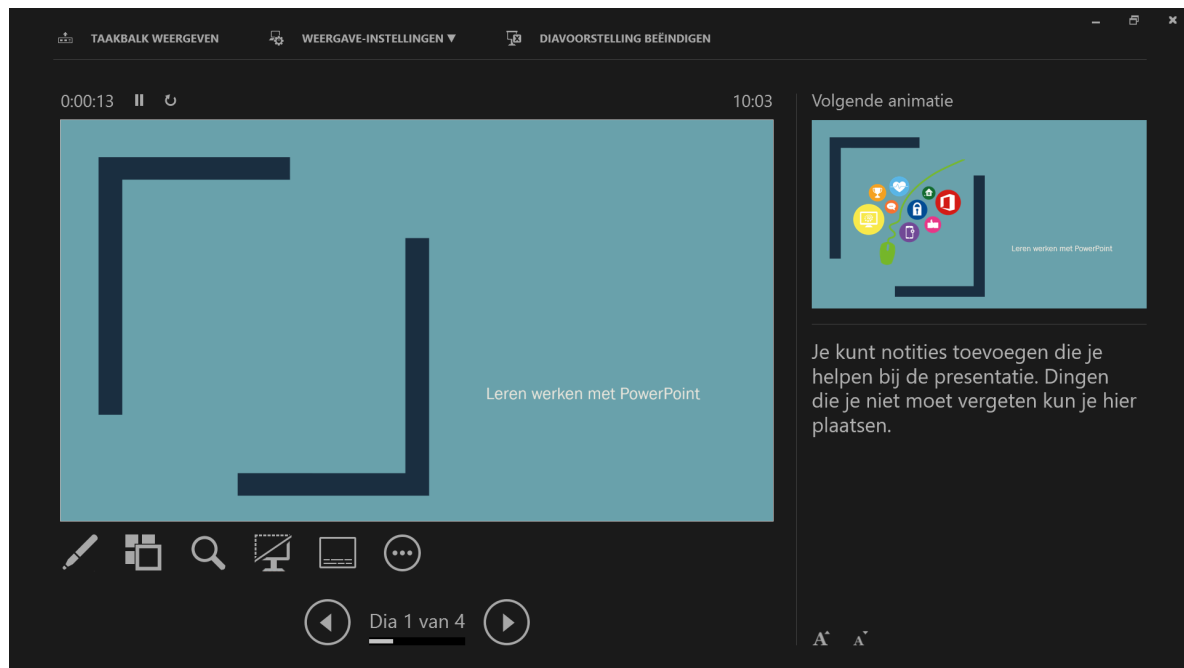 TAAKBALK WEERGEVEN
WEERGAVE-INSTELLINGEN ▼
DIAVOORSTELLING BEËINDIGEN
0:00:13
10:03
Leren werken met PowerPoint
Dia 1 van 4
Volgende animatie
Leren werken met PowerPoint
Je kunt notities toevoegen die je
helpen bij de presentatie. Dingen
die je niet moet vergeten kun je hier
plaatsen.
A A